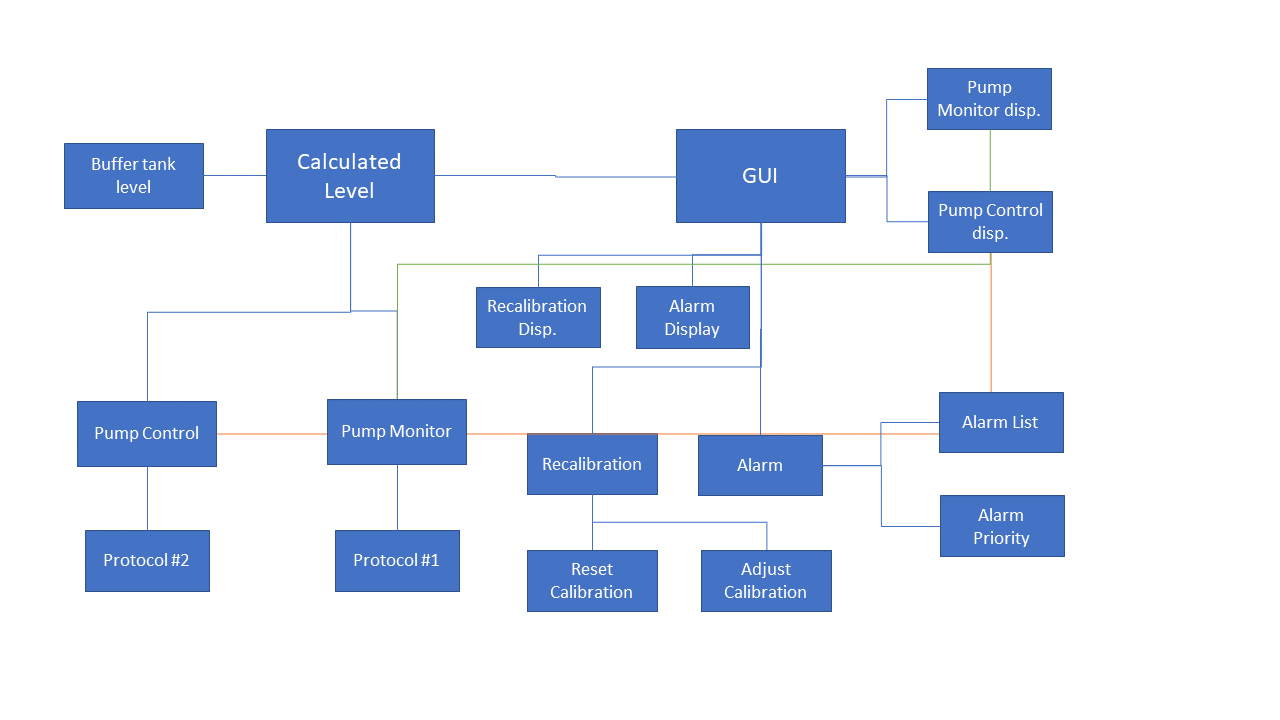 Pump
Monitor disp.
Buffer tank
level
Calculated
Level
GUI
Pump Control
disp.
Recalibration
Disp.
Alarm
Display
Pump Control
Pump Monitor
Recalibration
Alarm
Alarm List
Alarm
Priority
Protocol #2
Protocol #1
Reset
Calibration
Adjust
Calibration